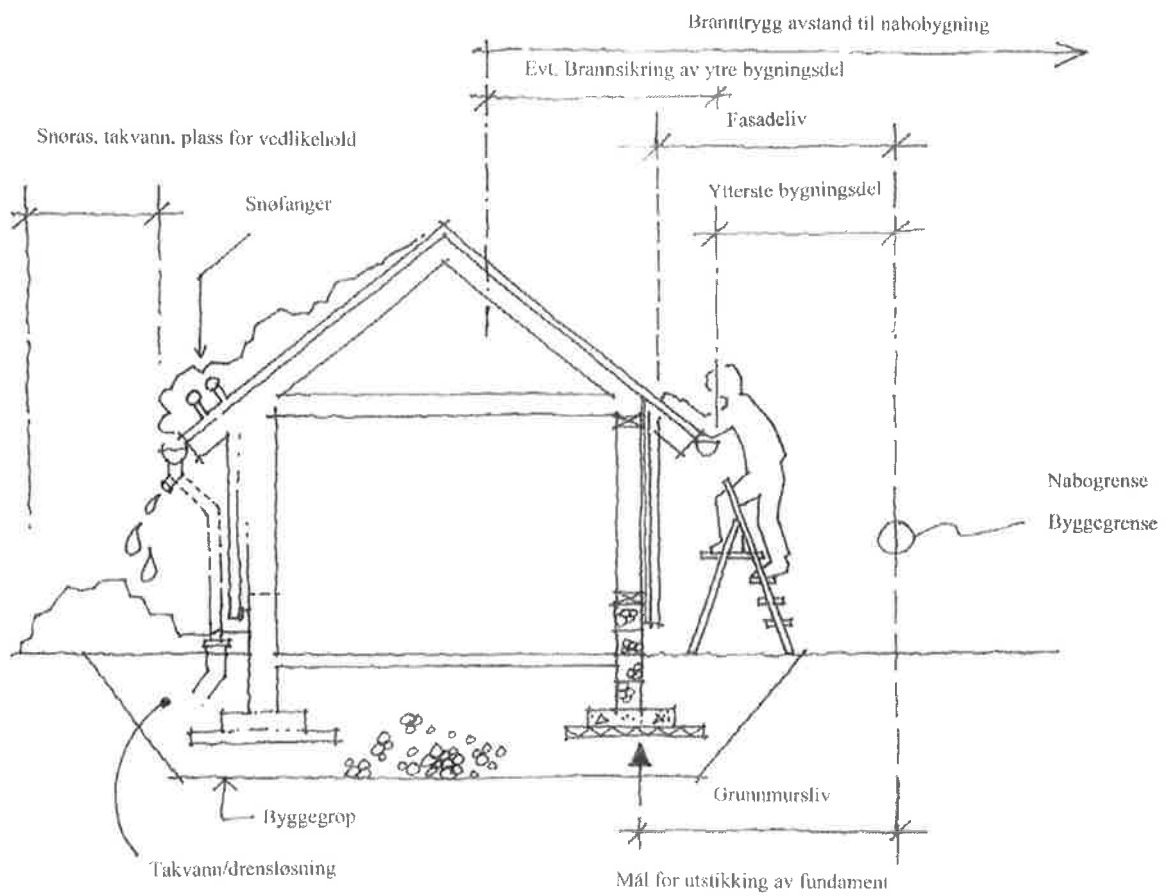 Branntrygg avstand til nabobygning
Evt. Brannsikring av ytre bygningsdel
Fasadeliv
Snøras, takvann, plass for vedlikehold
Ytterste bygningsdel
Snøfanger
Nabogrense
Byggegrense
Grunnmursliv
Byggegrop
Takvann/drensløsning
Mål for utstikking av fundament